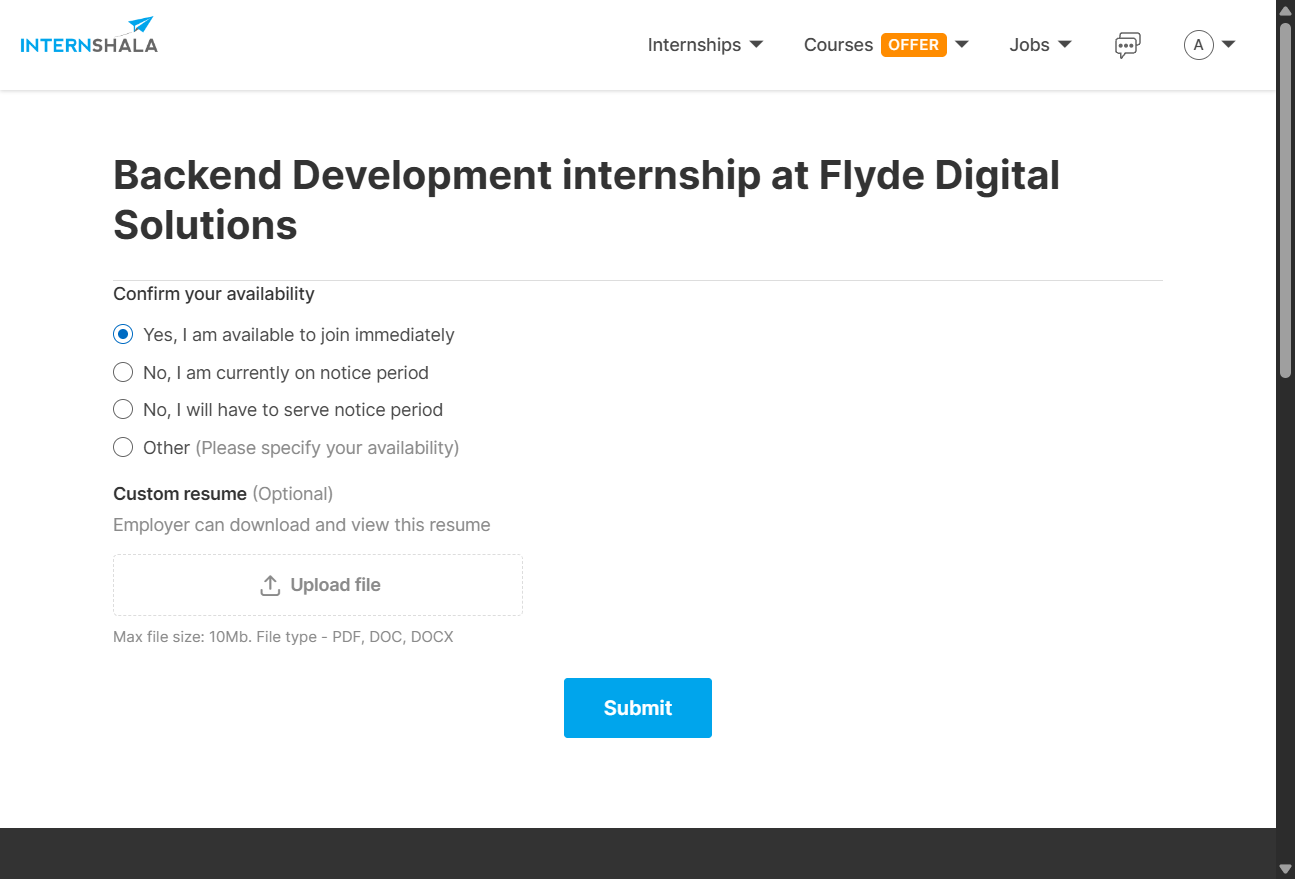 INTERNSHALA
Internships
Courses OFFER
Jobs
A
Backend Development internship at Flyde Digital
Solutions
Confirm your availability
Yes, I am available to join immediately
No, I am currently on notice period
No, I will have to serve notice period
Other (Please specify your availability)
Custom resume (Optional)
Employer can download and view this resume
Upload file
Max file size: 10Mb. File type - PDF, DOC, DOCX
Submit